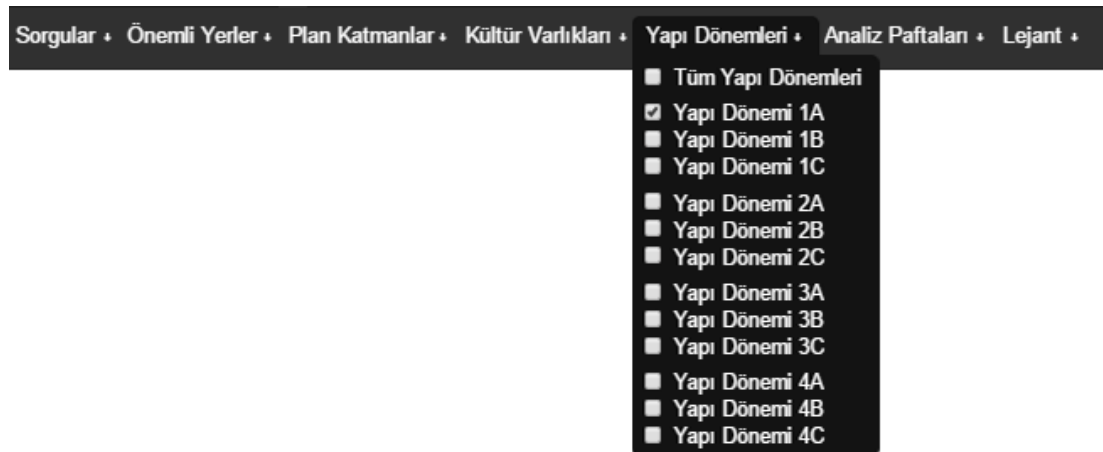 Sorgular Önemli Yerler Plan Katmanlar Kültür Varlıkları Yapı Dönemleri Analiz Paftaları Lejant
Tüm Yapı Dönemleri
Yapı Dönemi 1A
Yapı Dönemi 1B
Yapı Dönemi 1C
Yapı Dönemi 2A
Yapı Dönemi 2B
Yapı Dönemi 2C
Yapı Dönemi 3A
Yapı Dönemi 3B
Yapı Dönemi 3C
Yapı Dönemi 4A
Yapı Dönemi 4B
Yapı Dönemi 4C